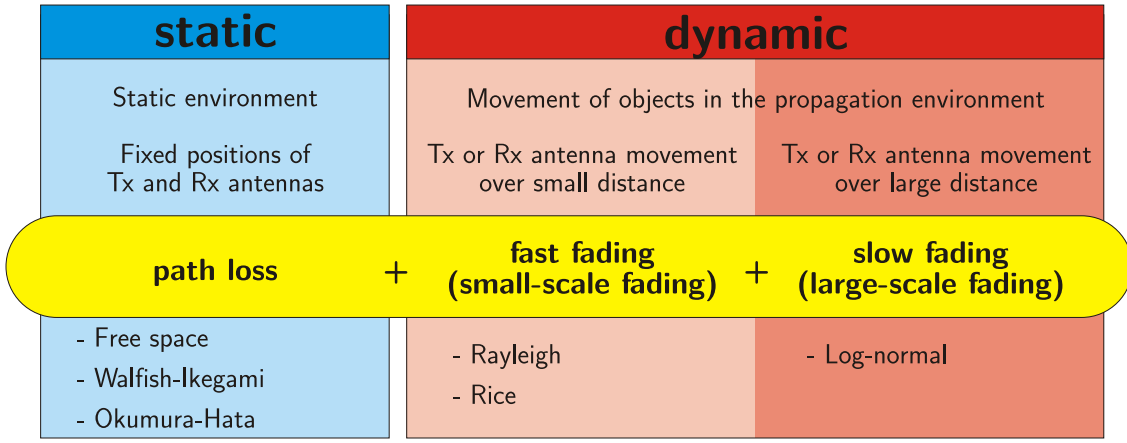 static
dynamic
Static environment
Movement of objects in the propagation environment
Fixed positions of
Tx and Rx antennas
Tx or Rx antenna movement
over small distance
Tx or Rx antenna movement
over large distance
path loss
+
fast fading
(small-scale fading)
+
slow fading
(large-scale fading)
- Free space
- Walfish-Ikegami
- Okumura-Hata
- Rayleigh
- Rice
- Log-normal